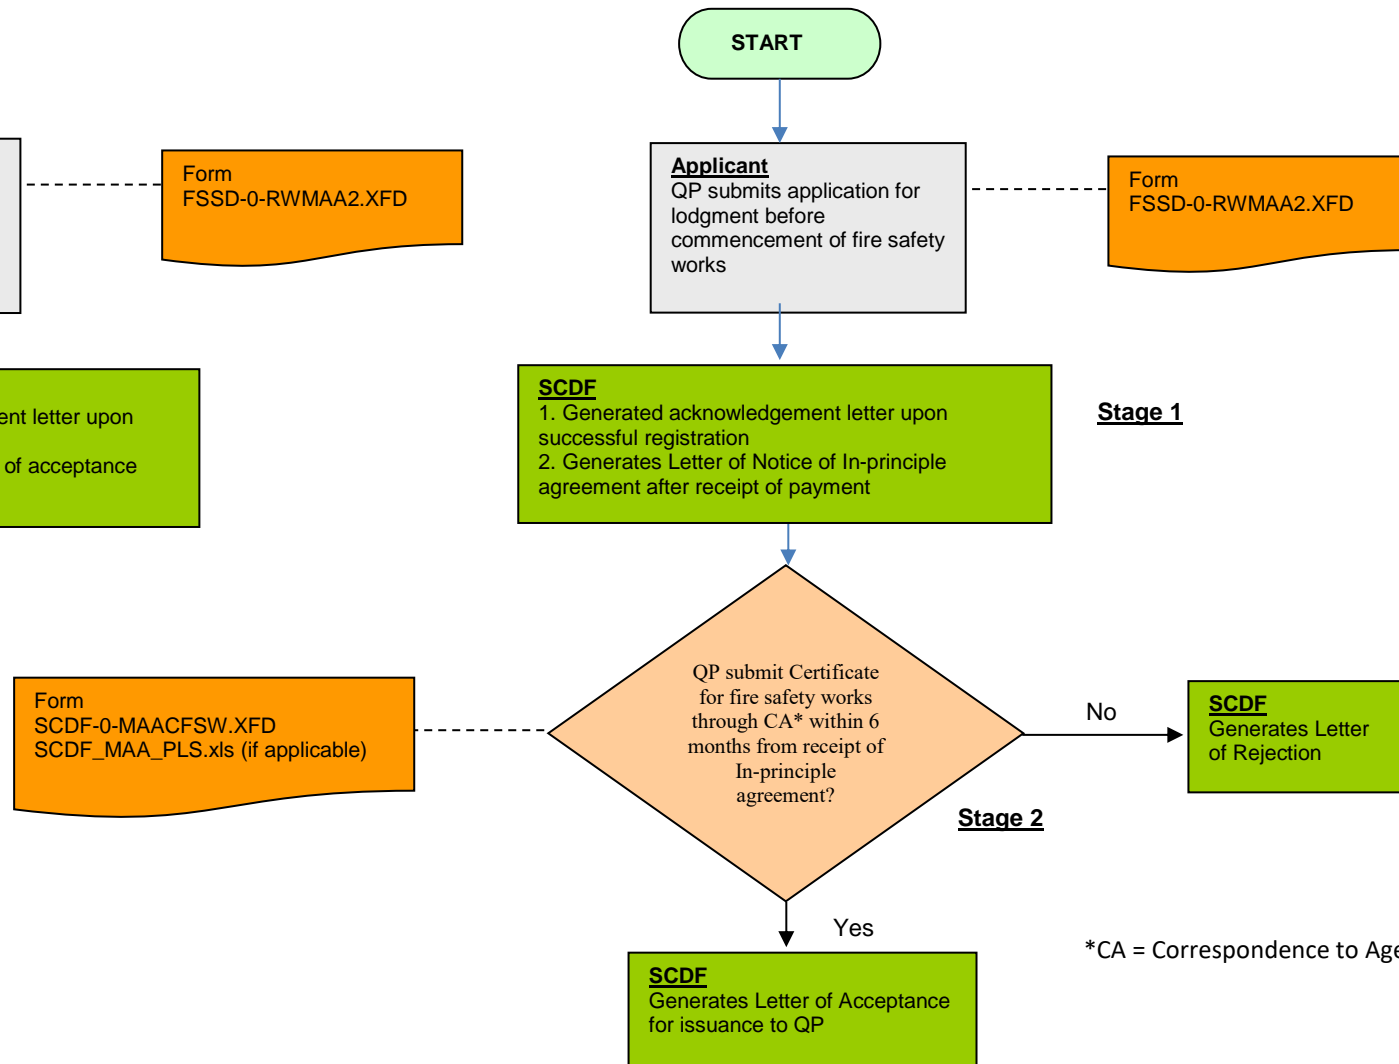 START
Form
FSSD-0-RWMAA2.XFD
Applicant
QP submits application for
lodgment before
commencement of fire safety
works
Form
FSSD-0-RWMAA2.XFD
letter upon
of acceptance
SCDF
1. Generated acknowledgement letter upon
successful registration
2. Generates Letter of Notice of In-principle
agreement after receipt of payment
Stage 1
Form
SCDF-0-MAACFSW.XFD
SCDF_MAA_PLS.xls (if applicable)
QP submit Certificate
for fire safety works
through CA* within 6
months from receipt of
In-principle
agreement?
No
SCDF
Generates Letter
of Rejection
Stage 2
Yes
*CA = Correspondence to
SCDF
Generates Letter of Acceptance
for issuance to QP